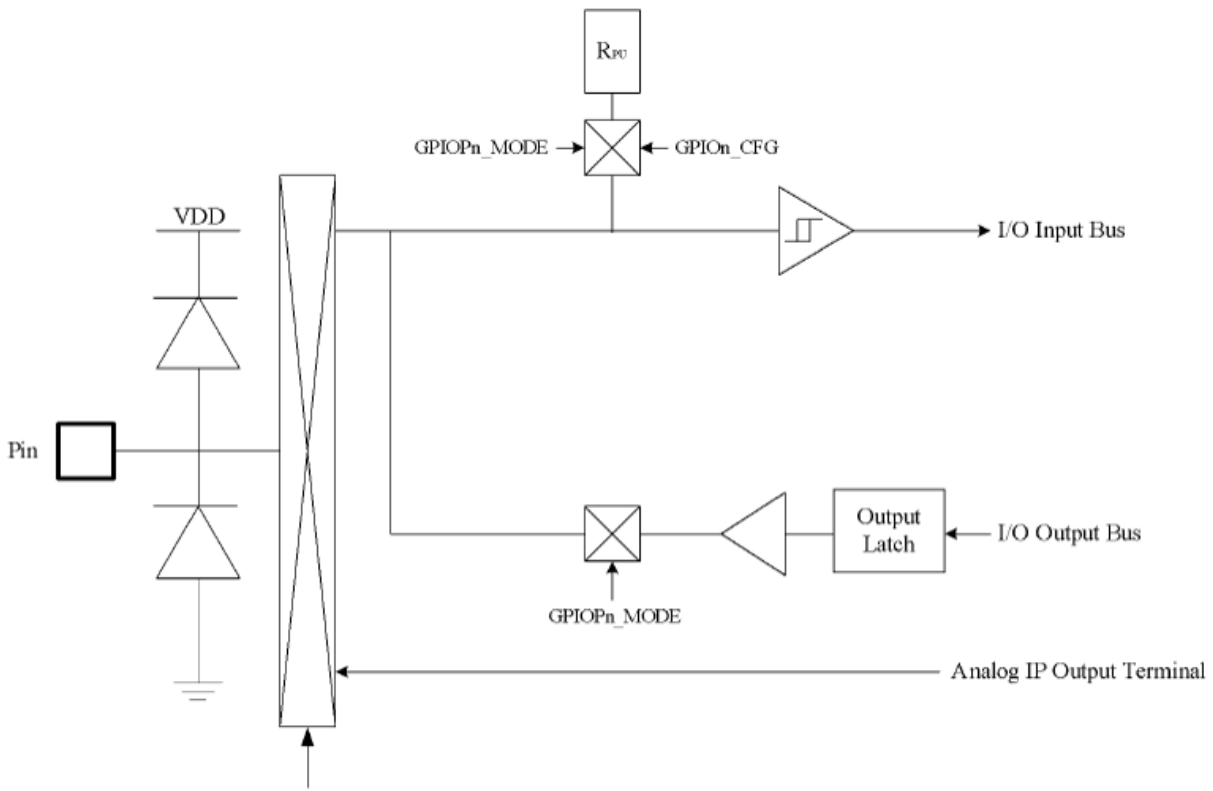 RPU
GPIOPn_MODE
GPIOn_CFG
VDD
I/O Input Bus
Pin
Output
Latch
I/O Output Bus
GPIOPn_MODE
Analog IP Output Terminal